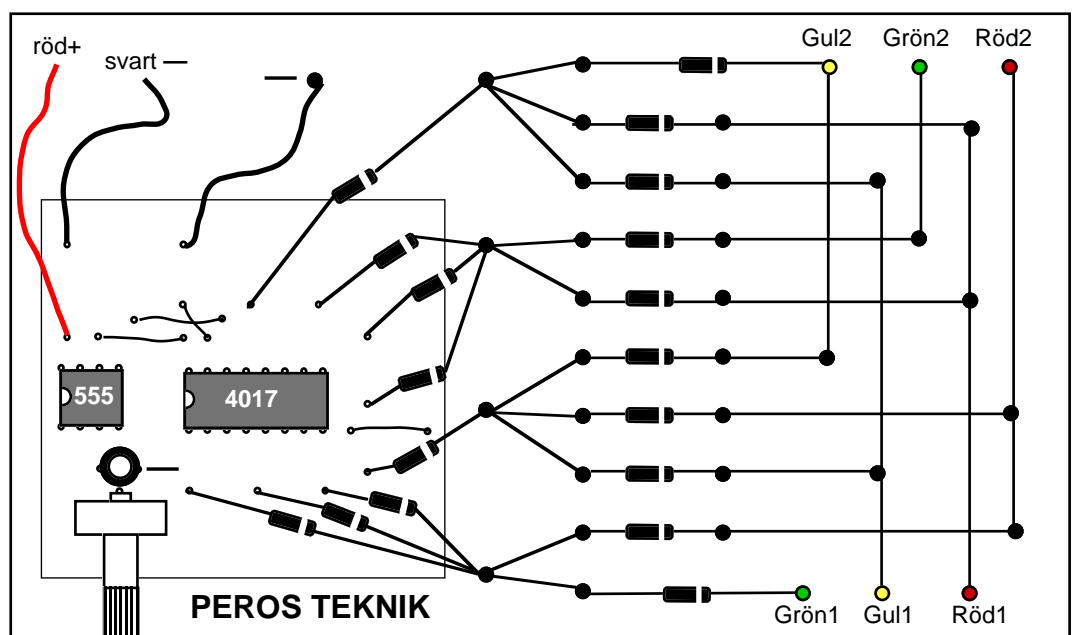 röd+
svart —
Gul2
Grön2
Röd2
555
4017
PEROS TEKNIK
Grön1
Gul1
Röd1